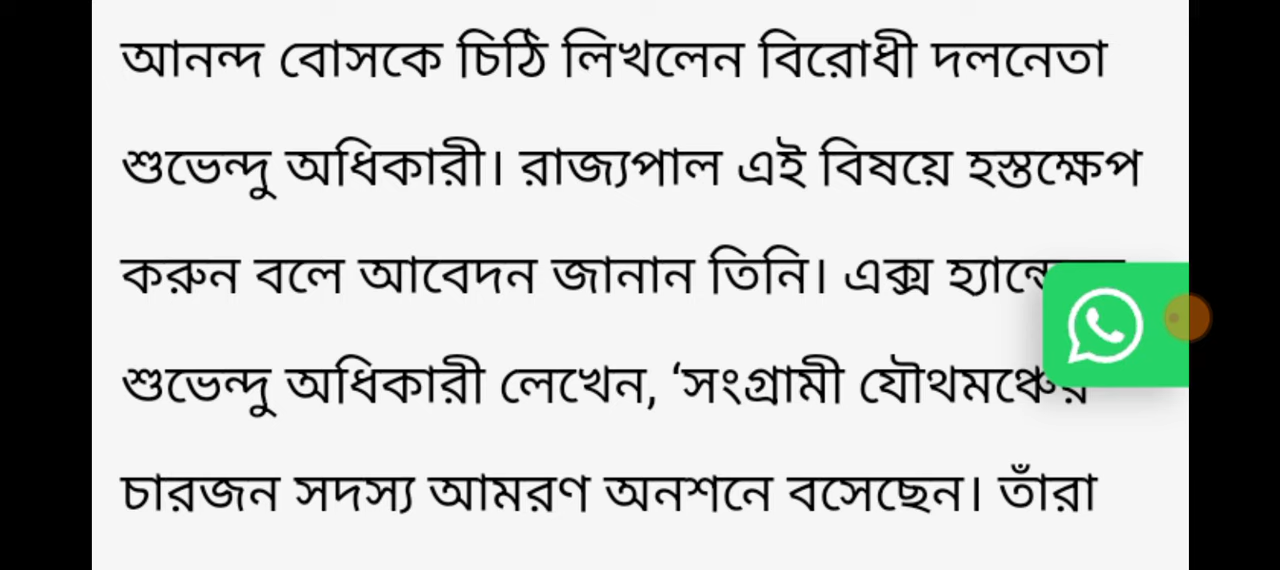 আনন্দ বোসকে চিঠি লিখলেন বিরোধী দলনেতা
শুভেন্দু অধিকারী। রাজ্যপাল এই বিষয়ে হস্তক্ষেপ
করুন বলে আবেদন জানান তিনি। এক্স
শুভেন্দু অধিকারী লেখেন, ‘সংগ্রামী যৌথমঞ্চের
চারজন সদস্য আমরণ অনশনে বসেছেন। তাঁরা